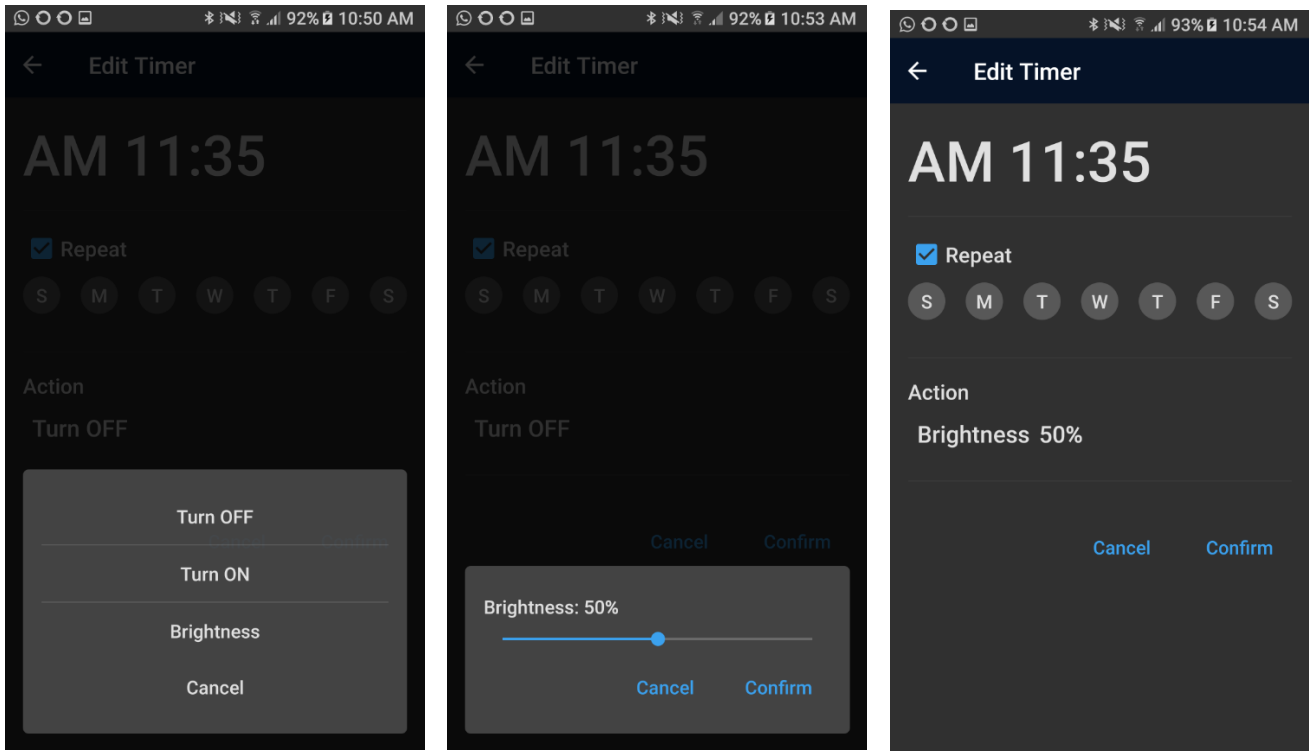 92% 10:50 AM
Edit Timer
AM 11:35
Repeat
S M T W T F S
Action
Turn OFF
Turn OFF
Turn ON
Brightness
Cancel
92% 10:53 AM
Edit Timer
AM 11:35
Repeat
S M T W T F S
Action
Turn OFF
Cancel Confirm
Brightness: 50%
Cancel Confirm
93% 10:54 AM
Edit Timer
AM 11:35
Repeat
S M T W T F S
Action
Brightness 50%
Cancel Confirm